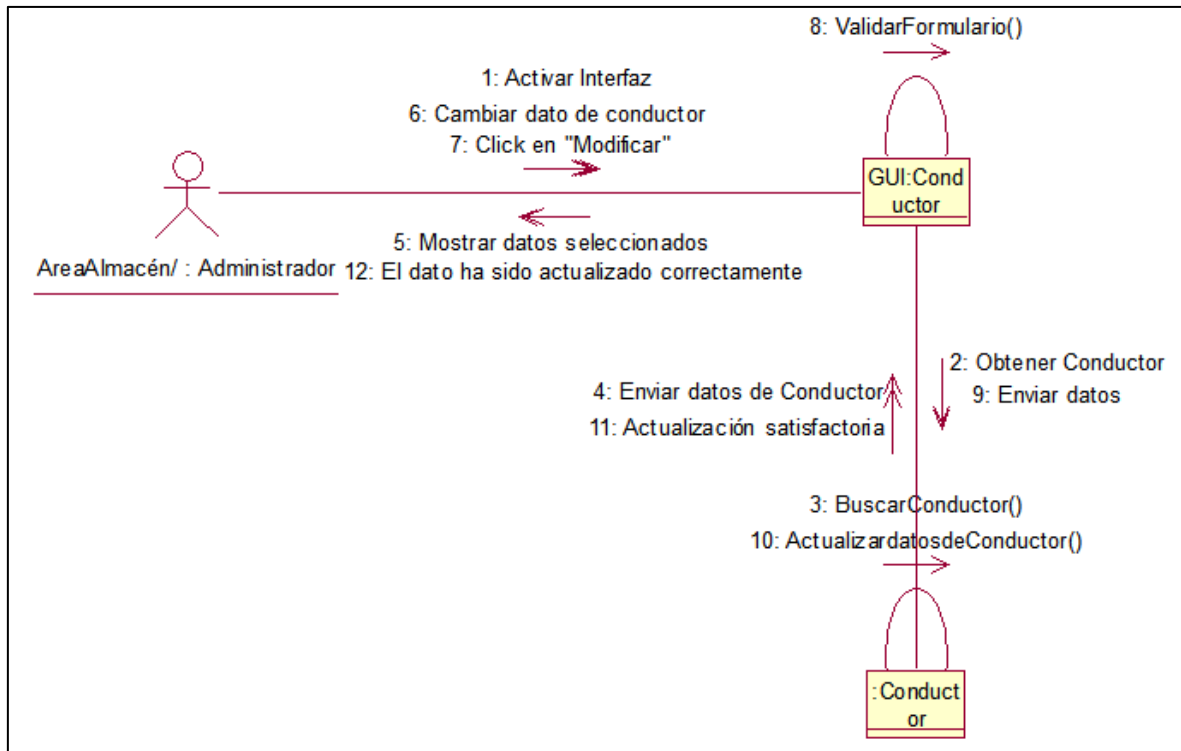 8: ValidarFormulario()
1: Activar Interfaz
6: Cambiar dato de conductor
7: Click en "Modificar"
GUI:Cond
uctor
5: Mostrar datos seleccionados
AreaAlmacén/ : Administrador
12: El dato ha sido actualizado correctamente
2: Obtener Conductor
4: Enviar datos de Conductor
9: Enviar datos
11: Actualización satisfactoria
3: BuscarConductor()
10: ActualizardatosdeConductor()
:Conduct
or